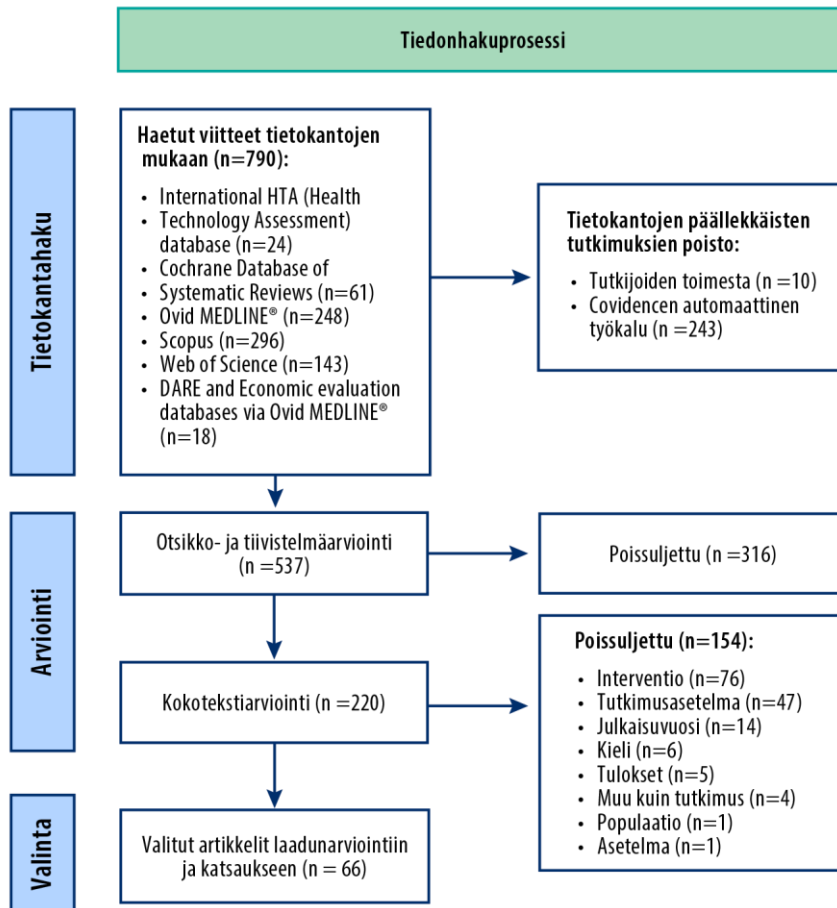 Tiedonhakuprosessi
Tietokantahaku
Haetut viitteet tietokantojen
mukaan (n=790):
• International HTA (Health
• Technology Assessment)
database (n=24)
• Cochrane Database of
• Systematic Reviews (n=61)
• Ovid MEDLINE® (n=248)
• Scopus (n=296)
• Web of Science (n=143)
• DARE and Economic evaluation
databases via Ovid MEDLINE®
(n=18)
Tietokantojen päällekkäisten
tutkimuksien poisto:
• Tutkijoiden toimesta (n =10)
• Covidencen automaattinen
työkalu (n =243)
Arviointi
Otsikko- ja tiivistelmäarviointi
(n =537)
Poissuljettu (n =316)
Kokotekstiarviointi (n =220)
Poissuljettu (n=154):
• Interventio (n=76)
• Tutkimusasetelma (n=47)
• Julkaisuvuosi (n=14)
• Kieli (n=6)
• Tulokset (n=5)
• Muu kuin tutkimus (n=4)
• Populaatio (n=1)
• Asetelma (n=1)
Valinta
Valitut artikkelit laadunarviointiin
ja katsaukseen (n = 66)